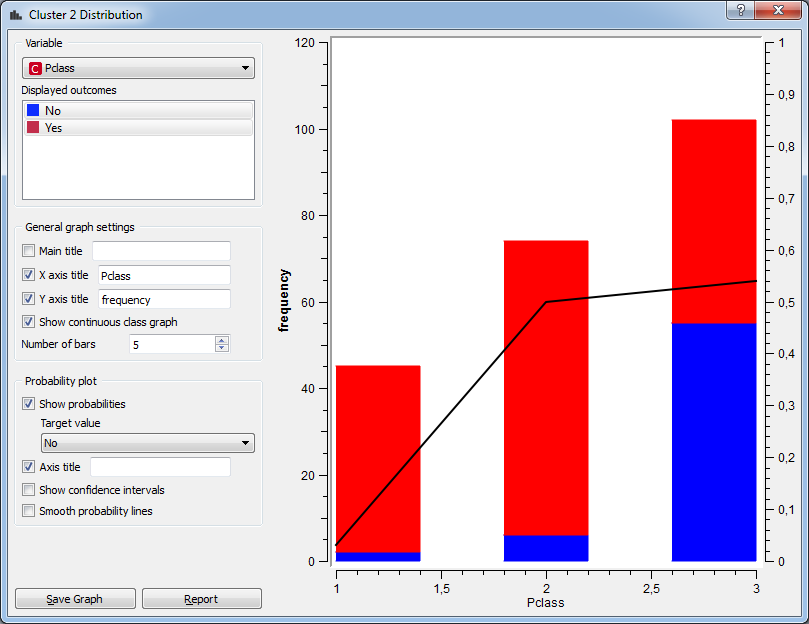 Cluster 2 Distribution
?
Variable
C Pclass
Displayed outcomes
No
Yes
General graph settings
Main title
X axis title Pclass
Y axis title frequency
Show continuous class graph
Number of bars 5
Probability plot
Show probabilities
Target value
No
Axis title
Show confidence intervals
Smooth probability lines
Save Graph Report
frequency
120
100
80
60
40
20
0
1
0,9
0,8
0,7
0,6
0,5
0,4
0,3
0,2
0,1
0
1 1,5 2 2,5 3
Pclass